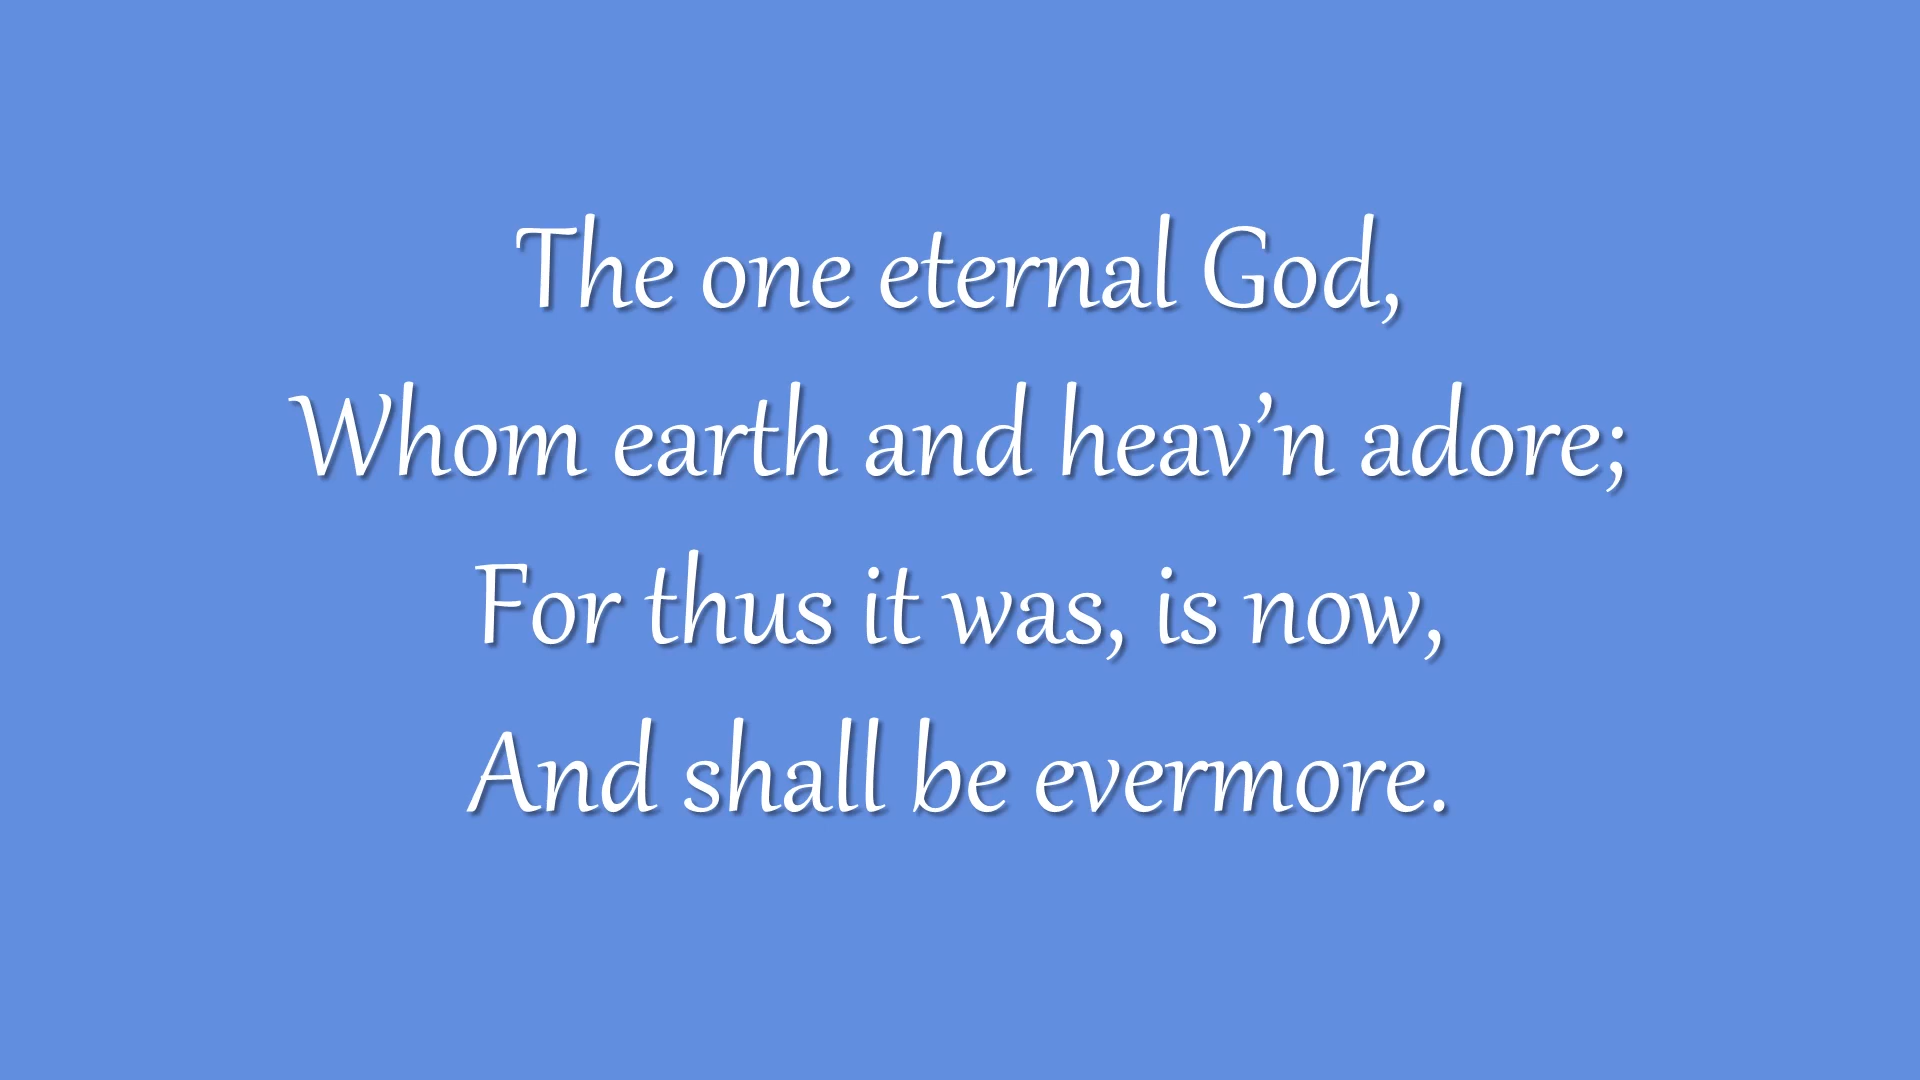 The one eternal God,
Whom earth and heav’n adore;
For thus it was, is now,
And shall be evermore.